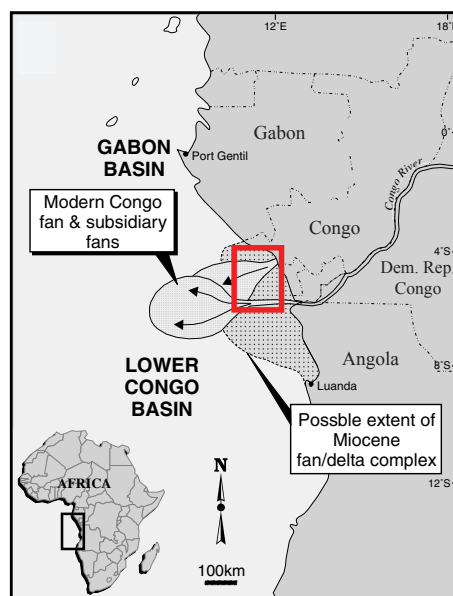 12°E
18°E
Gabon
0°
GABON
BASIN
Port Gentil
Congo River
Modern Congo
fan & subsidiary
fans
Congo
4°S
Dem. Rep.
Congo
LOWER
CONGO
BASIN
Angola
8°S
Luanda
Possble extent of
Miocene
fan/delta complex
AFRICA
N
12°S
100km